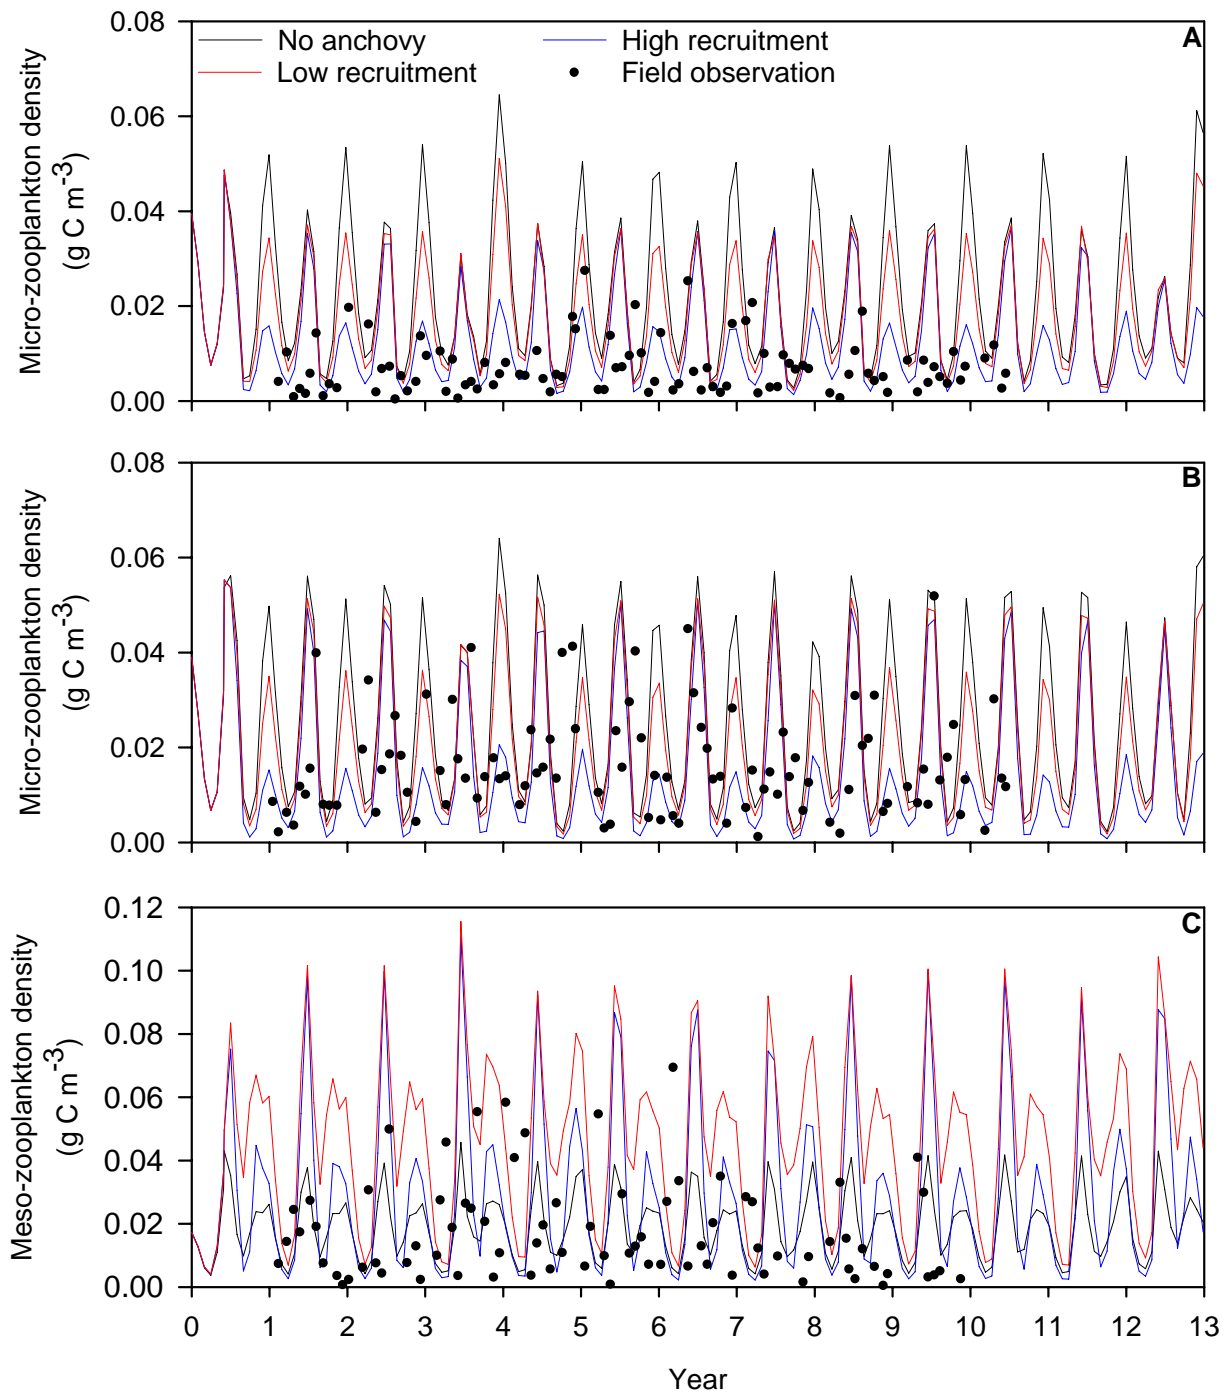 Micro-zooplankton density
(g C m⁻³)
0.08
0.06
0.04
0.02
0.00
No anchovy
High recruitment
Low recruitment
Field observation
A
Micro-zooplankton density
(g C m⁻³)
0.08
0.06
0.04
0.02
0.00
B
Meso-zooplankton density
(g C m⁻³)
0.12
0.10
0.08
0.06
0.04
0.02
0.00
C
0 1 2 3 4 5 6 7 8 9 10 11 12 13
Year